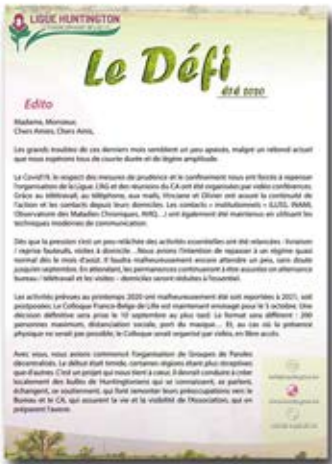 LIGUE HUNTINGTON
Le Défi
été 2020
Edito
Madame, Monsieur,
Chers Amies, Chers Amis,
Les grands troubles de ces derniers mois semblent un peu apaisés, malgré un rebond actuel
que nous espérons tous de courte durée et de légère amplitude.
Le Covid19, le respect des mesures de prudence et le confinement nous ont forcés à repenser
l'organisation de la Ligue. L'AG et des réunions du CA ont été organisées par vidéo conférences.
Grâce au télétravail, au téléphone, aux mails, Vinciane et Olivier ont assuré la continuité de
l'action et les contacts depuis leurs domiciles. Les contacts « institutionnels » (LUSS, INAMI,
Observatoire des Maladies Chroniques, AViQ, ...) ont également été maintenus en utilisant les
techniques modernes de communication.
Dès que la pression s'est un peu relâchée des activités essentielles ont été relancées : livraison
/ reprise fauteuils, visites à domicile. ..Nous avions l'intention de repasser à un régime quasi
normal dès le mois d'août. Il faudra malheureusement encore attendre un peu, sans doute
jusqu'en septembre. En attendant, les permanences continueront à être assurées en alternance
bureau / télétravail et les visites – domiciles seront réduites à l'essentiel.
Les activités prévues au printemps 2020 ont malheureusement été soit reportées à 2021, soit
postposées. Le Colloque France-Belge de Lille est maintenant envisagé pour le 5 octobre. Une
décision définitive sera prise le 10 septembre au plus tard. Le format sera différent : 200
personnes maximum, distanciation sociale, port du masque... Et, au cas où la présence
physique ne serait pas possible, le Colloque serait organisé par vidéo, en libre accès.
Avec vous, nous avions commencé l'organisation de Groupes de Paroles
décentralisés. Le début était timide, certaines régions étant plus réceptives
que d'autres. C'est un projet qui nous tient à cœur. Il devrait conduire à créer
localement des bulles de Huntingtoniens qui se connaissent, se parlent,
échangent, se soutiennent, qui font remonter leurs préoccupations vers le
Bureau et le CA, qui assurent la vie et la visibilité de l'Association, qui en
préparent l'avenir.